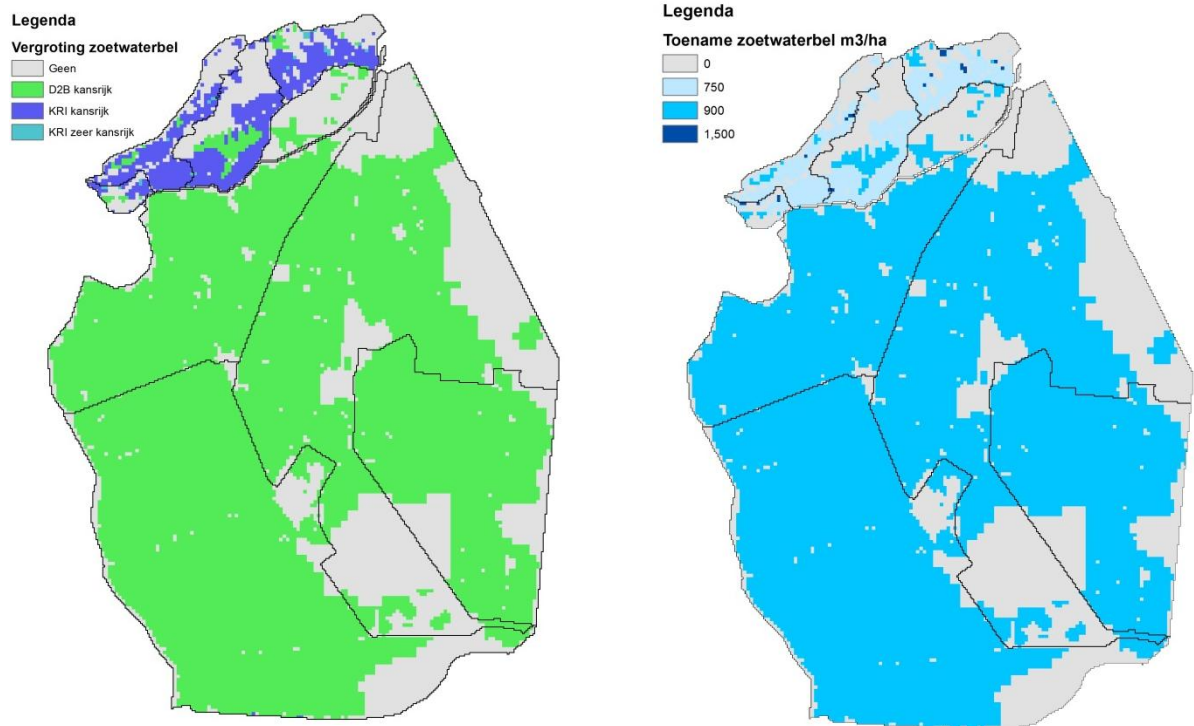 Legenda
Vergroting zoetwaterbel
Geen
D2B kansrijk
KRI kansrijk
KRI zeer kansrijk
Legenda
Toename zoetwaterbel m3/ha
0
750
900
1,500